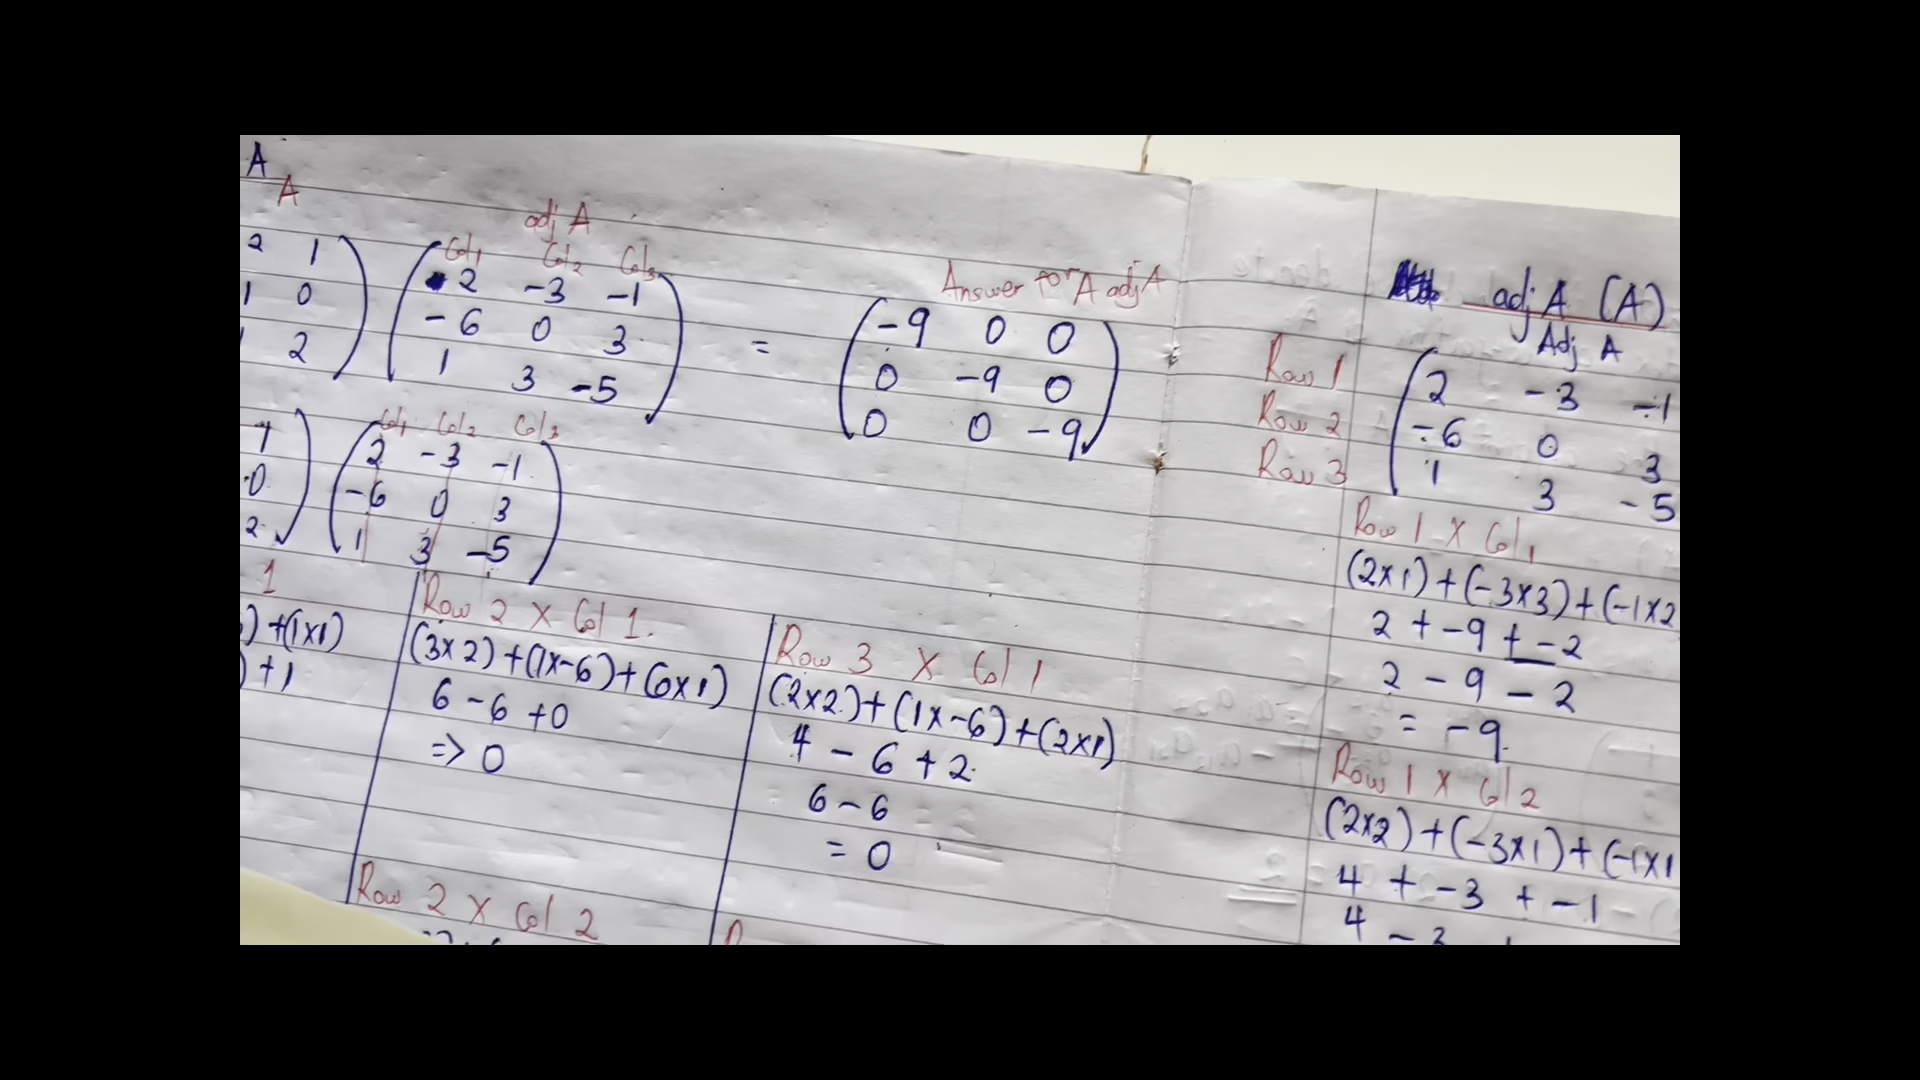 A
A
adj A
Col1 Col2 Col3
2 1
1 0
2
2 -3 -1
-6 0 3
1 3 -5
=
Answer for A adj A
-9 0 0
0 -9 0
0 0 -9
Col1 Col2 Col3
1
0
2
2 -3 -1
-6 0 3
1 3 -5
1
) + (1x1)
) + 1
Row 2 X Col 1.
(3x2) + (1x-6) + (0x1)
6 - 6 + 0
=> 0
Row 3 X Col 1
(2x2) + (1x-6) + (2x1)
4 - 6 + 2
6 - 6
= 0
Row 2 X Col 2
adj A (A)
Adj A
Row 1
Row 2
Row 3
2 -3 -1
-6 0 3
1 3 -5
Row 1 X Col1
(2x1) + (-3x3) + (-1x2
2 + -9 + -2
2 - 9 - 2
= -9
Row 1 X Col 2
(2x2) + (-3x1) + (-1x1
4 + -3 + -1
4 - 3